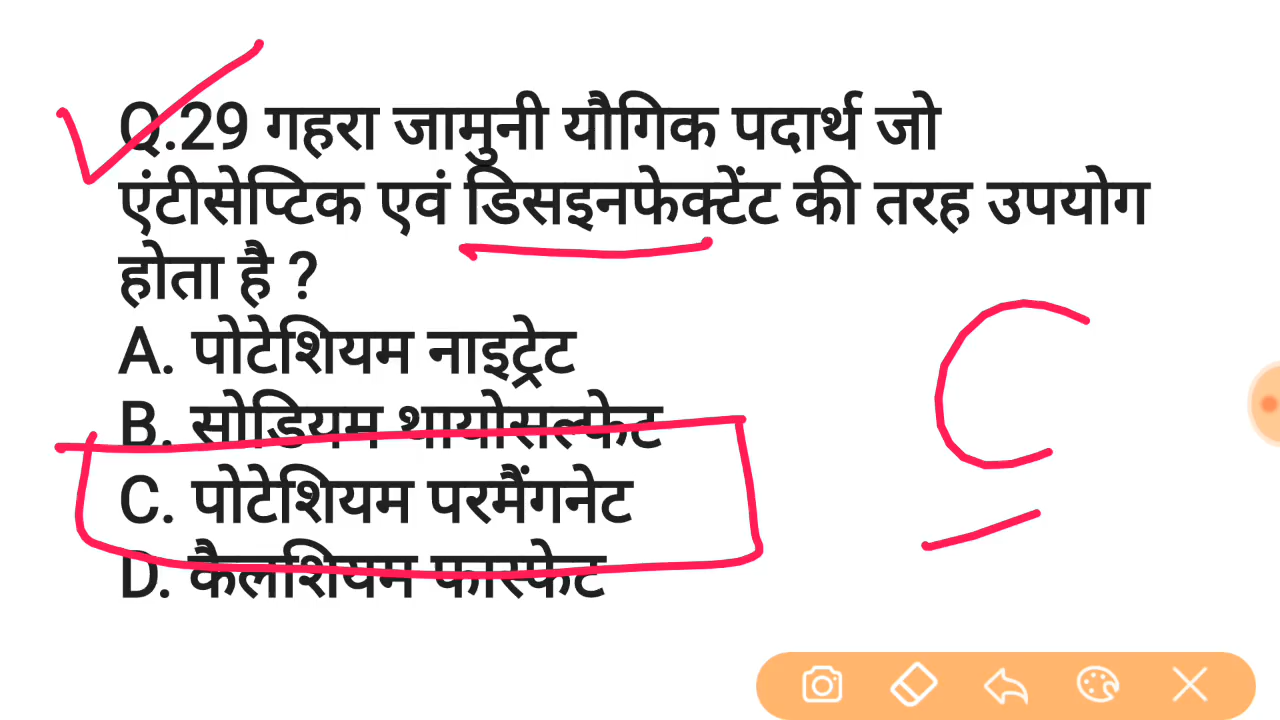 Q.29 गहरा जामुनी यौगिक पदार्थ जो
एंटीसेप्टिक एवं डिसइनफेक्टेंट की तरह उपयोग
होता है ?
A. पोटेशियम नाइट्रेट
B. सोडियम थायोसल्फेट
C. पोटेशियम परमैंगनेट
D. कैलशियम फास्फेट
C